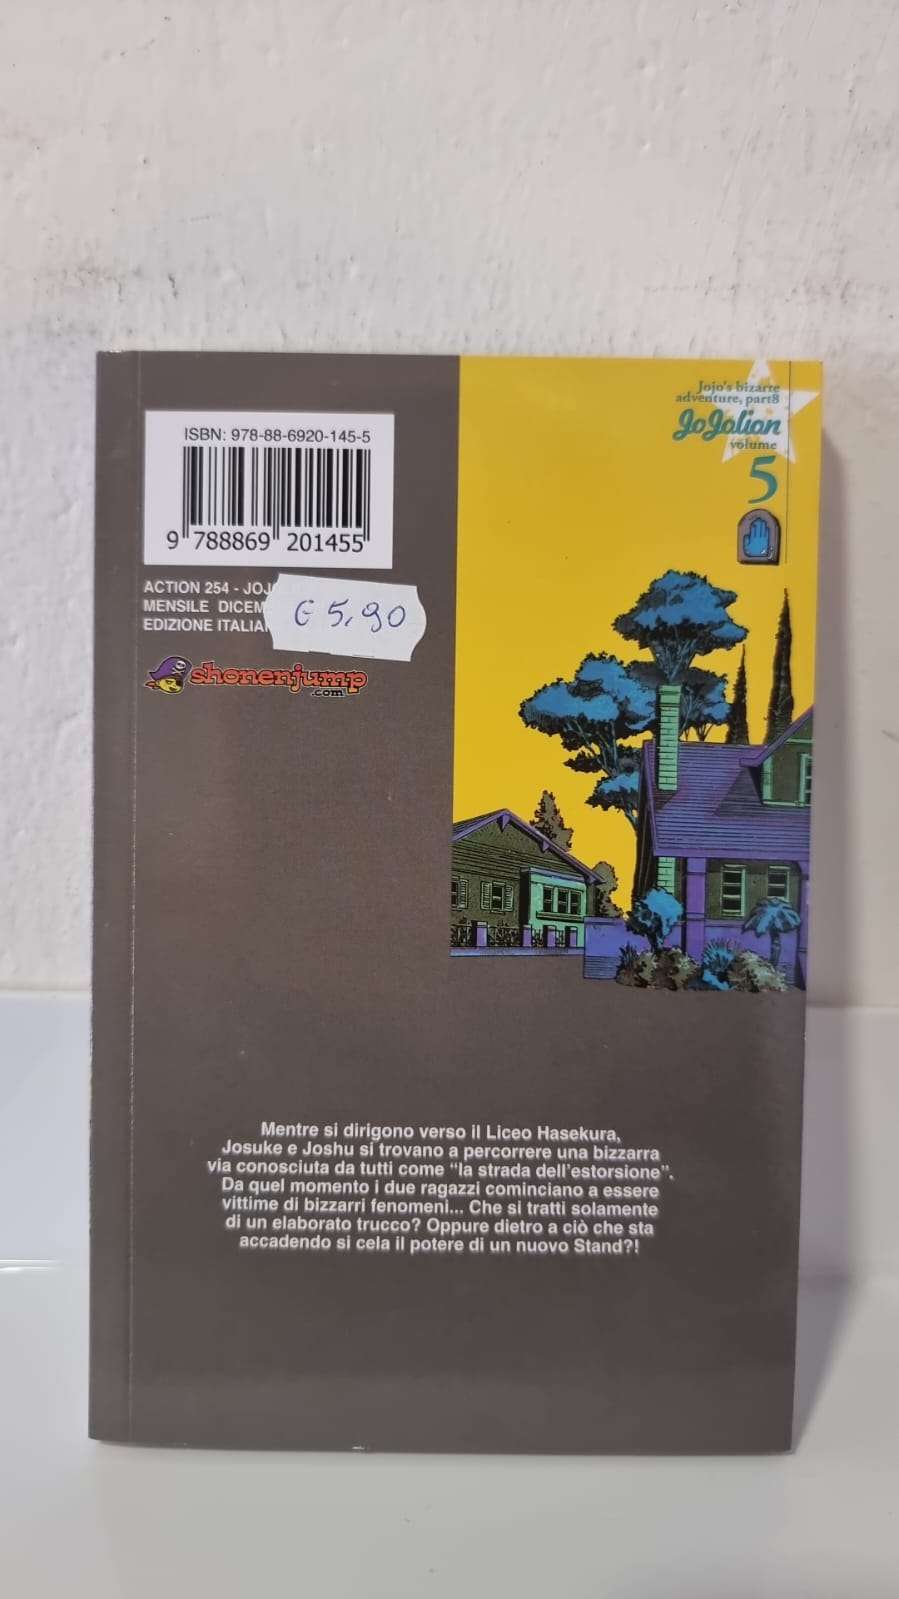 Jojo's bizarre
adventure, part8
JoJolion
volume
5
ISBN: 978-88-6920-145-5
9 788869 201455
ACTION 254 - 
MENSILE
EDIZIONE
€ 5,90
shonenjump
.com
Mentre si dirigono verso il Liceo Hasekura,
Josuke e Joshu si trovano a percorrere una bizzarra
via conosciuta da tutti come “la strada dell’estorsione”.
Da quel momento i due ragazzi cominciano a essere
vittime di bizzarri fenomeni... Che si tratti solamente
di un elaborato trucco? Oppure dietro a ciò che sta
accadendo si cela il potere di un nuovo Stand?!